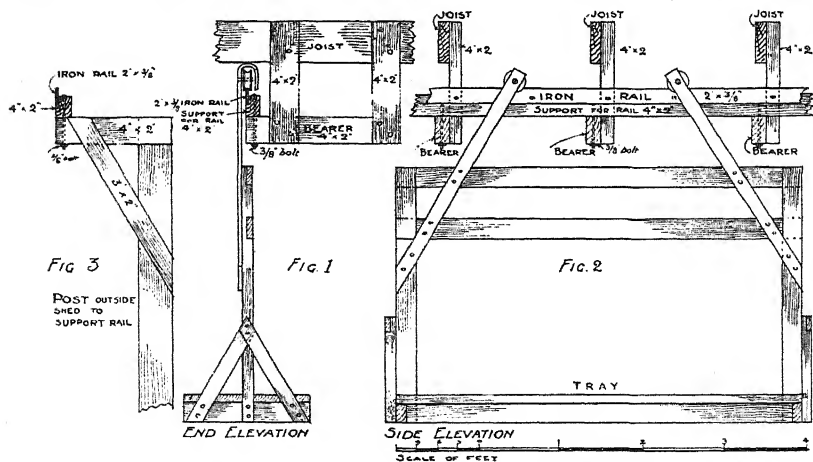 JOIST
JOIST
JOIST
JOIST
4"×2
4"×2
4"×2
4"×2
4"×2'
IRON RAIL 2"×3/8"
4"×2"
4"×2
3/8 bolt
3×2
2"×3/8 IRON RAIL
SUPPORT
FOR RAIL
4"×2"
BEARER
4"×2"
3/8" bolt
IRON RAIL 2"×3/8"
SUPPORT FOR RAIL 4"×2"
BEARER
BEARER
3/8" bolt
BEARER
FIG 3
FIG. 1
FIG. 2
POST OUTSIDE
SHED TO
SUPPORT RAIL
TRAY
END ELEVATION
SIDE ELEVATION
1
2
3
4
SCALE OF FEET